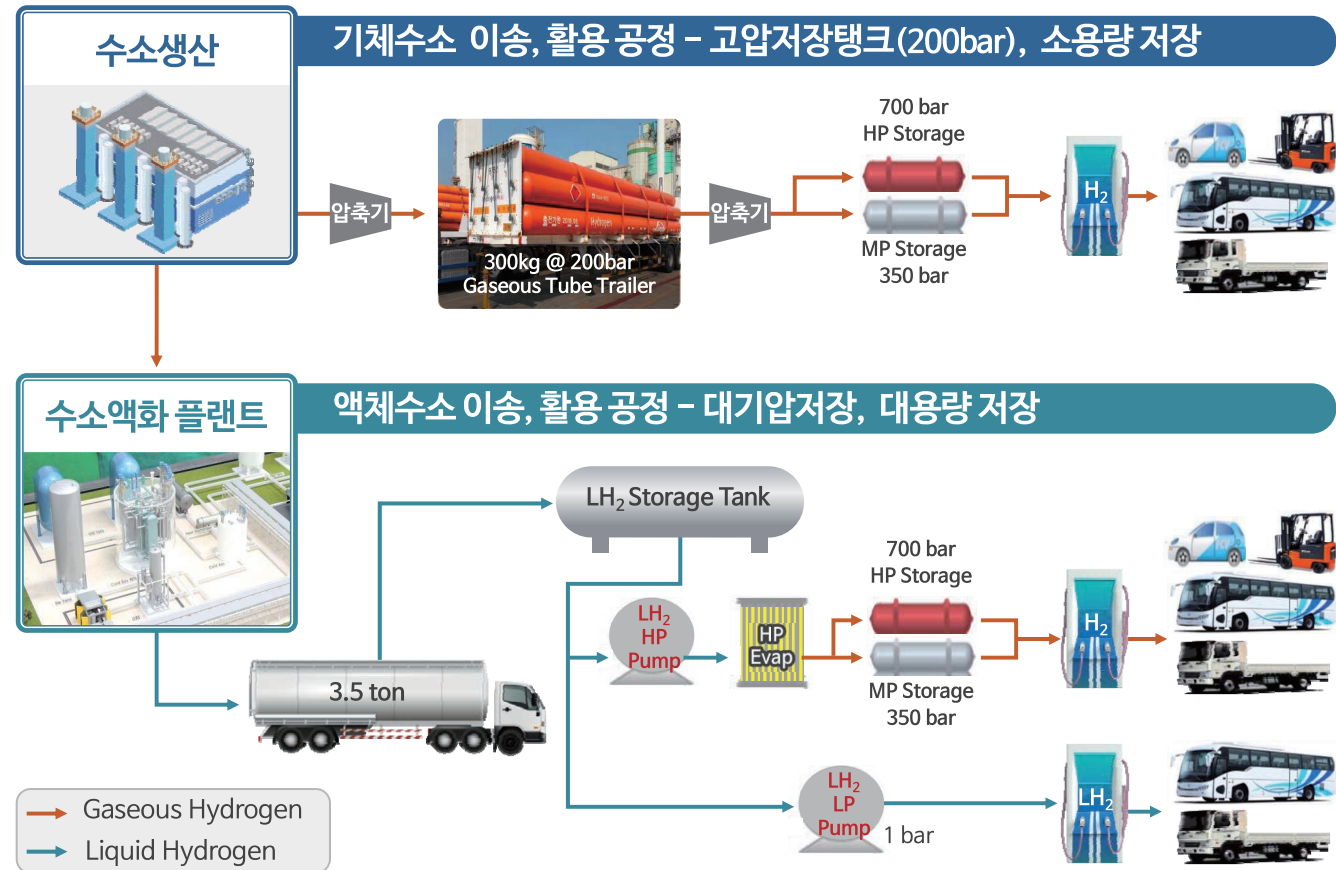 수소생산
기체수소 이송, 활용 공정 - 고압저장탱크(200bar), 소용량 저장
압축기
300kg @ 200bar
Gaseous Tube Trailer
Hydrogen
압축기
700 bar
HP Storage
MP Storage
350 bar
H₂
수소액화 플랜트
액체수소 이송, 활용 공정 - 대기압저장, 대용량 저장
LH₂ Storage Tank
3.5 ton
LH₂
HP
Pump
HP
Evap
700 bar
HP Storage
MP Storage
350 bar
H₂
LH₂
LP
Pump
1 bar
LH₂
Gaseous Hydrogen
Liquid Hydrogen